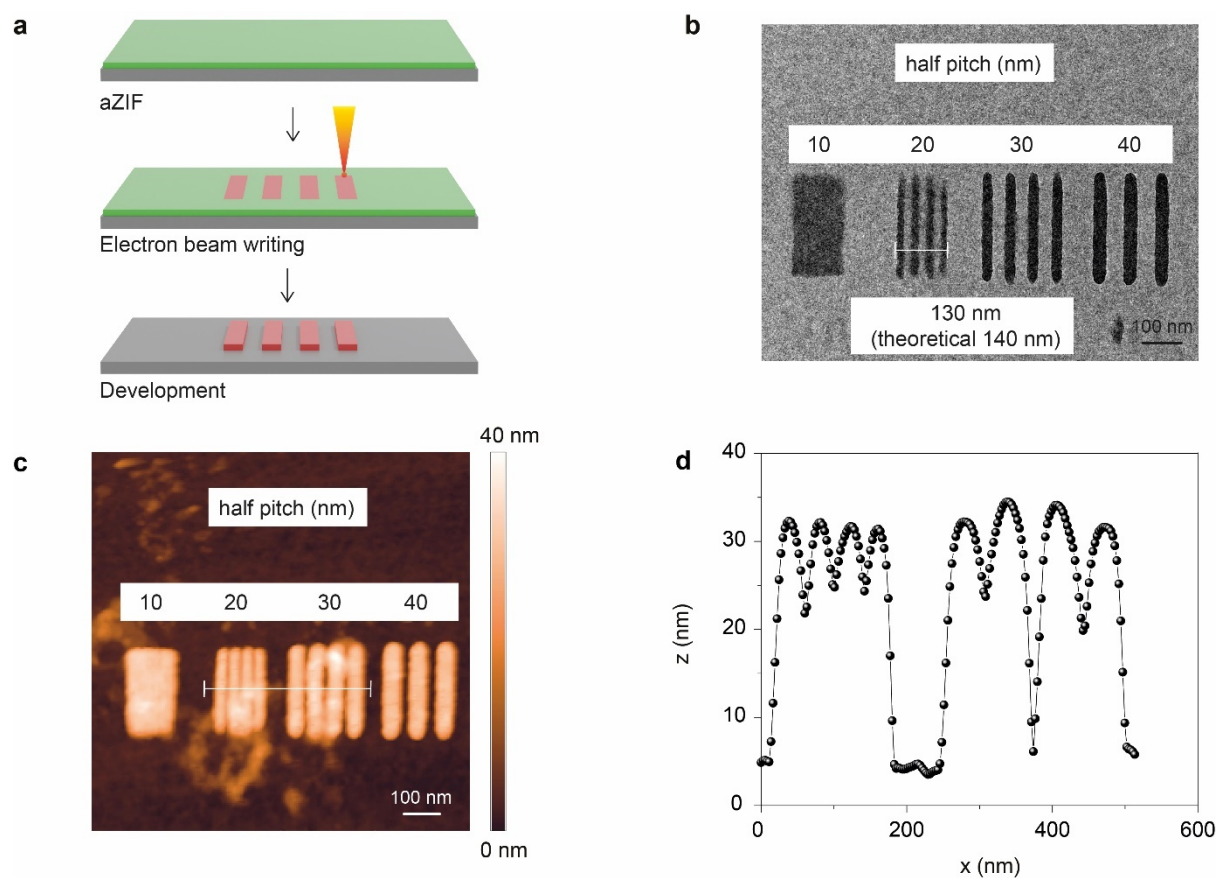 a
aZIF
Electron beam writing
Development
b
half pitch (nm)
10 20 30 40
130 nm
(theoretical 140 nm)
100 nm
c
half pitch (nm)
10 20 30 40
100 nm
40 nm
0 nm
d
z (nm)
40
30
20
10
0
0 200 400 600
x (nm)